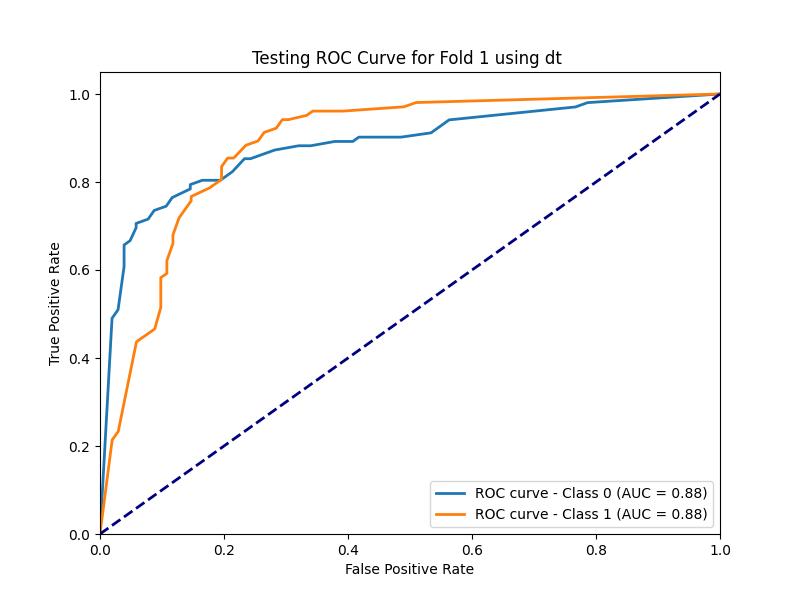 Testing ROC Curve for Fold 1 using dt
True Positive Rate
1.0
0.8
0.6
0.4
0.2
0.0
0.0 0.2 0.4 0.6 0.8 1.0
False Positive Rate
ROC curve - Class 0 (AUC = 0.88)
ROC curve - Class 1 (AUC = 0.88)